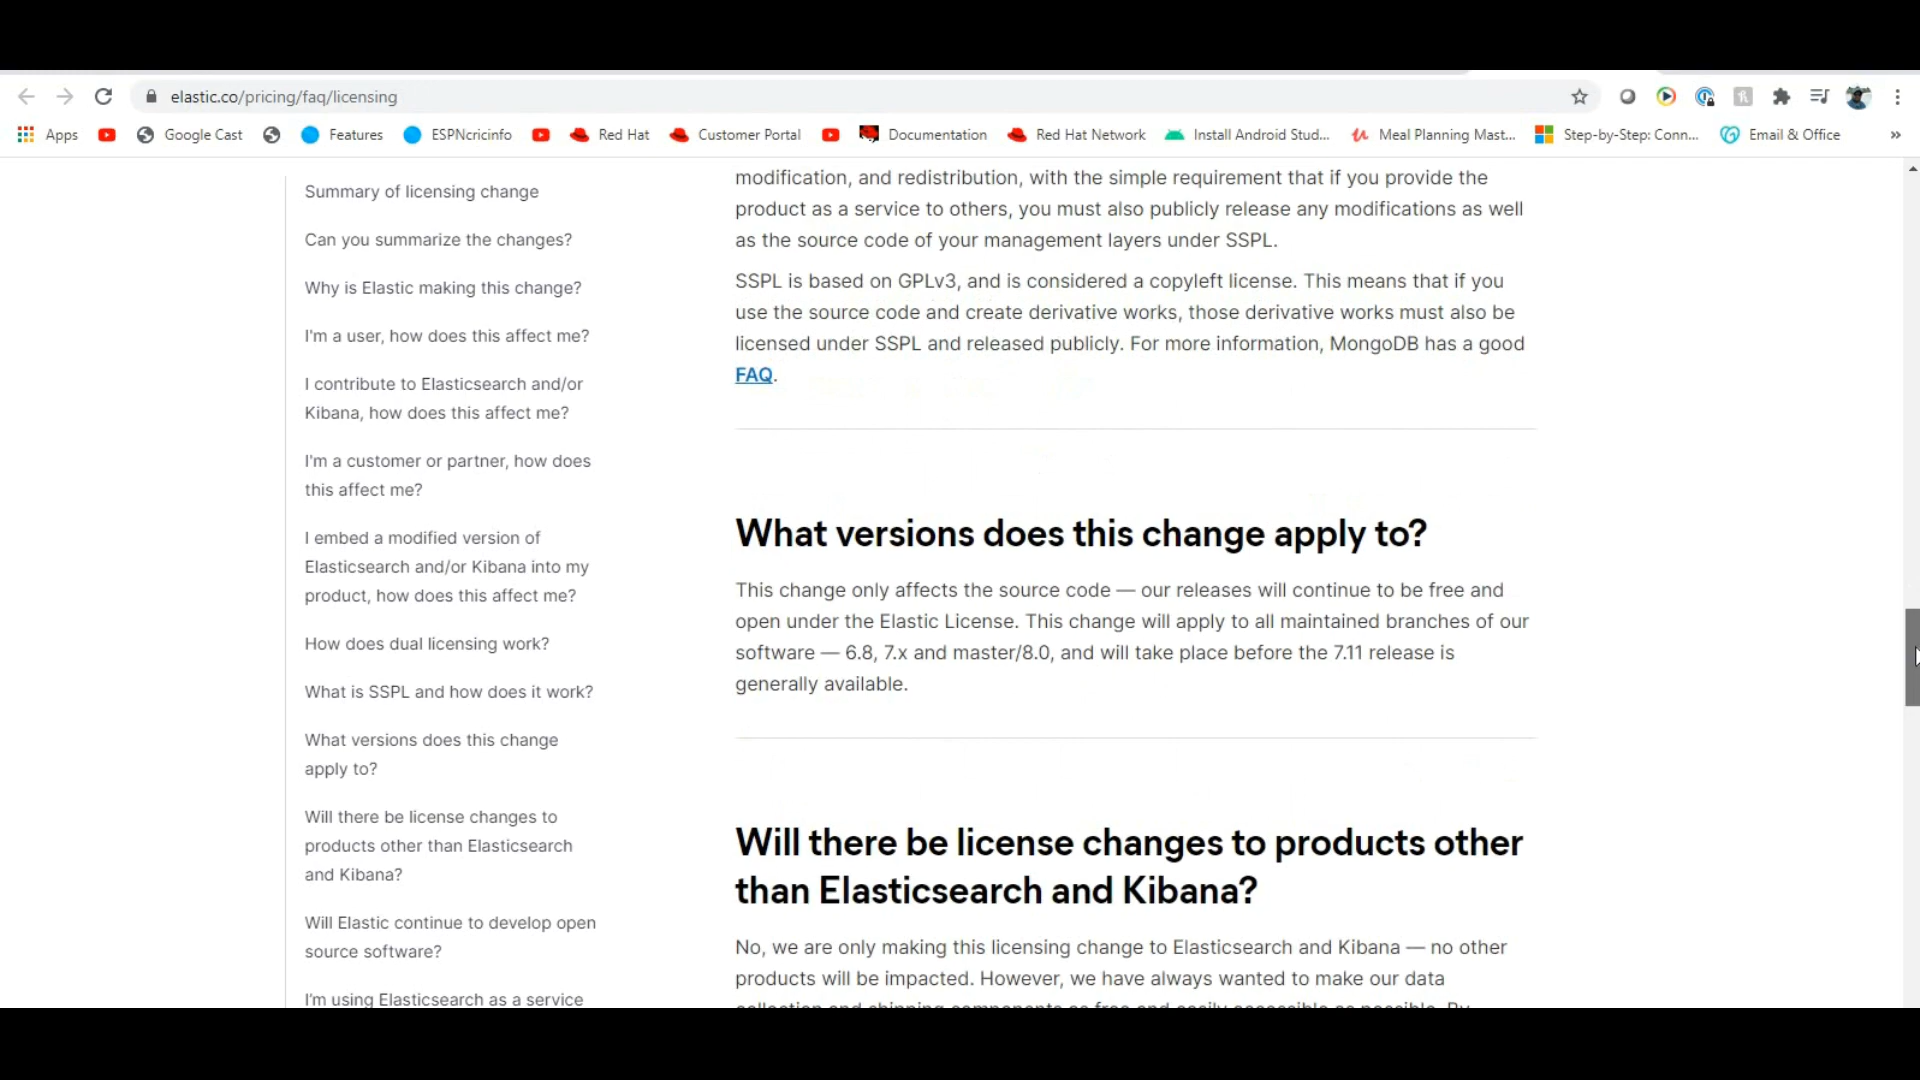 elastic.co/pricing/faq/licensing
Apps
Google Cast
Features
ESPNcricinfo
Red Hat
Customer Portal
Documentation
Red Hat Network
Install Android Stud...
Meal Planning Mast...
Step-by-Step: Conn...
Email & Office
»
Summary of licensing change
Can you summarize the changes?
Why is Elastic making this change?
I'm a user, how does this affect me?
I contribute to Elasticsearch and/or
Kibana, how does this affect me?
I'm a customer or partner, how does
this affect me?
I embed a modified version of
Elasticsearch and/or Kibana into my
product, how does this affect me?
How does dual licensing work?
What is SSPL and how does it work?
What versions does this change
apply to?
Will there be license changes to
products other than Elasticsearch
and Kibana?
Will Elastic continue to develop open
source software?
I'm using Elasticsearch as a service
modification, and redistribution, with the simple requirement that if you provide the
product as a service to others, you must also publicly release any modifications as well
as the source code of your management layers under SSPL.
SSPL is based on GPLv3, and is considered a copyleft license. This means that if you
use the source code and create derivative works, those derivative works must also be
licensed under SSPL and released publicly. For more information, MongoDB has a good
FAQ.
What versions does this change apply to?
This change only affects the source code — our releases will continue to be free and
open under the Elastic License. This change will apply to all maintained branches of our
software — 6.8, 7.x and master/8.0, and will take place before the 7.11 release is
generally available.
Will there be license changes to products other
than Elasticsearch and Kibana?
No, we are only making this licensing change to Elasticsearch and Kibana — no other
products will be impacted. However, we have always wanted to make our data
collection and shipping components as free and easily accessible as possible. By